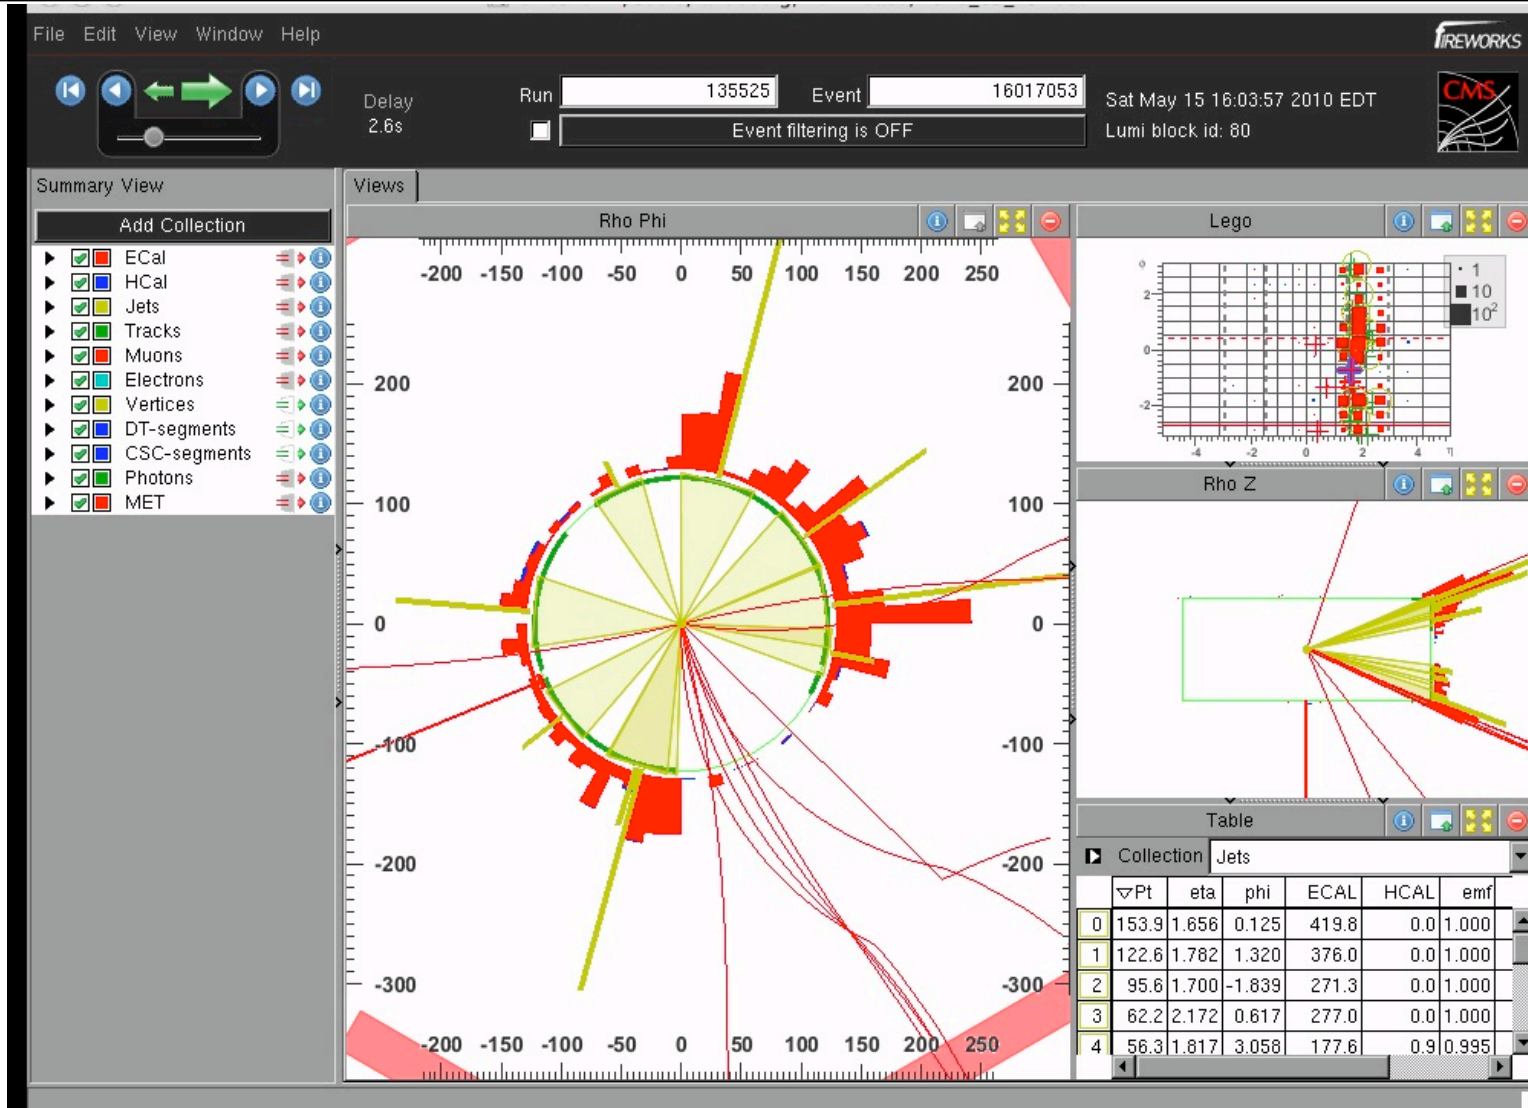 File Edit View Window Help
FIREWORKS
Delay
2.6s
Run 135525 Event 16017053
Event filtering is OFF
Sat May 15 16:03:57 2010 EDT
Lumi block id: 80
CMS
Summary View
Add Collection
ECal
HCal
Jets
Tracks
Muons
Electrons
Vertices
DT-segments
CSC-segments
Photons
MET
Views
Rho Phi
-200 -150 -100 -50 0 50 100 150 200 250
200 200
100 100
0 0
-100 -100
-200 -200
-300 -300
-200 -150 -100 -50 0 50 100 150 200 250
Lego
φ
2
0
-2
-4 -2 0 2 4 η
1
10
10²
Rho Z
Table
Collection Jets
Pt eta phi ECAL HCAL emf
0 153.9 1.656 0.125 419.8 0.0 1.000
1 122.6 1.782 1.320 376.0 0.0 1.000
2 95.6 1.700 -1.839 271.3 0.0 1.000
3 62.2 2.172 0.617 277.0 0.0 1.000
4 56.3 1.817 3.058 177.6 0.9 0.995